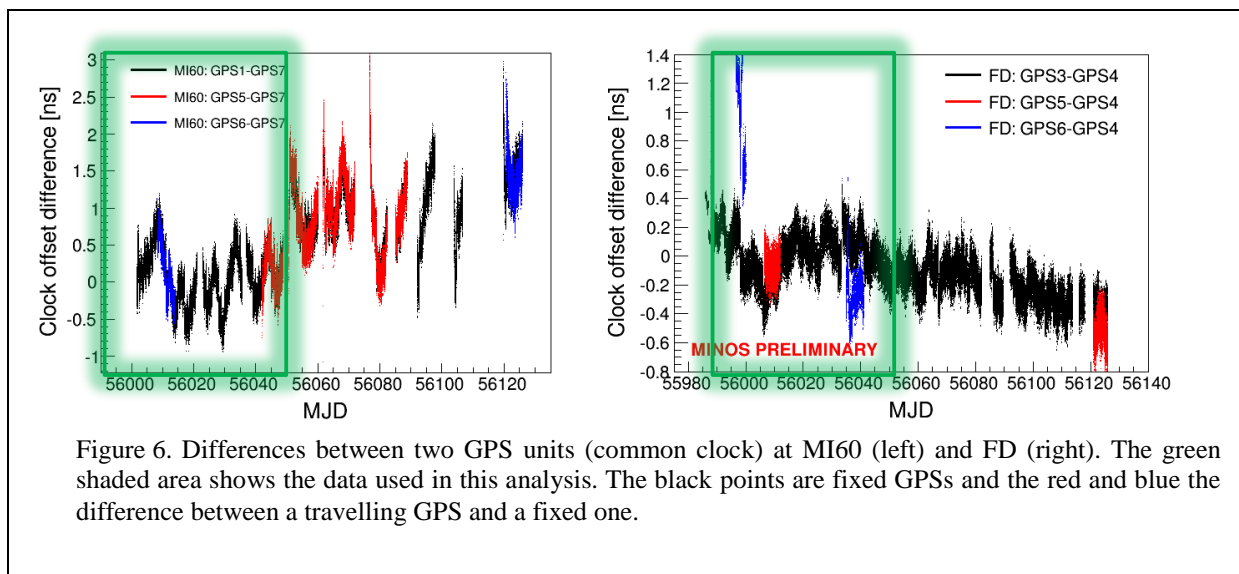 3
2.5
2
1.5
1
0.5
0
-0.5
-1
Clock offset difference [ns]
MI60: GPS1-GPS7
MI60: GPS5-GPS7
MI60: GPS6-GPS7
56000 56020 56040 56060 56080 56100 56120
MJD
1.4
1.2
1
0.8
0.6
0.4
0.2
0
-0.2
-0.4
-0.6
-0.8
Clock offset difference [ns]
FD: GPS3-GPS4
FD: GPS5-GPS4
FD: GPS6-GPS4
MINOS PRELIMINARY
55980 56000 56020 56040 56060 56080 56100 56120 56140
MJD
Figure 6. Differences between two GPS units (common clock) at MI60 (left) and FD (right). The green
shaded area shows the data used in this analysis. The black points are fixed GPSs and the red and blue the
difference between a travelling GPS and a fixed one.